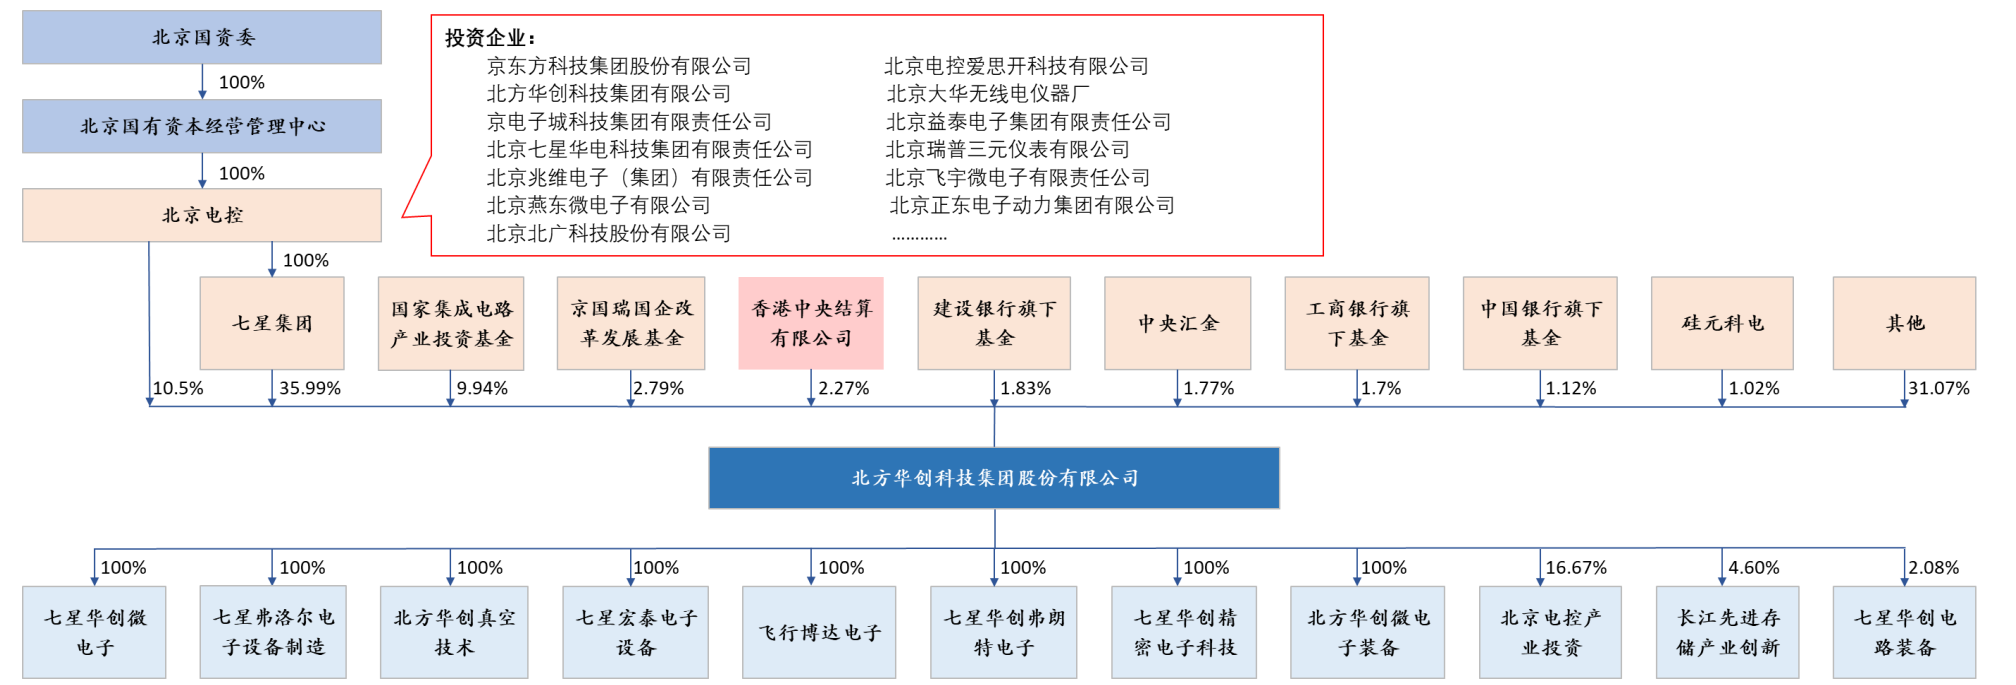 北京国资委
100%
北京国有资本经营管理中心
100%
北京电控
投资企业：
京东方科技集团股份有限公司
北京电控爱思开科技有限公司
北方华创科技集团有限公司
北京大华无线电仪器厂
京电子城科技集团有限责任公司
北京益泰电子集团有限责任公司
北京七星华电科技集团有限责任公司
北京瑞普三元仪表有限公司
北京兆维电子（集团）有限责任公司
北京飞宇微电子有限责任公司
北京燕东微电子有限公司
北京正东电子动力集团有限公司
北京北广科技股份有限公司
…………
100%
七星集团
国家集成电路
产业投资基金
京国瑞国企改
革发展基金
香港中央结算
有限公司
建设银行旗下
基金
中央汇金
工商银行旗
下基金
中国银行旗下
基金
硅元科电
其他
10.5%
35.99%
9.94%
2.79%
2.27%
1.83%
1.77%
1.7%
1.12%
1.02%
31.07%
北方华创科技集团股份有限公司
100%
100%
100%
100%
100%
100%
100%
100%
16.67%
4.60%
2.08%
七星华创微
电子
七星弗洛尔电
子设备制造
北方华创真空
技术
七星宏泰电子
设备
飞行博达电子
七星华创弗朗
特电子
七星华创精
密电子科技
北方华创微电
子装备
北京电控产
业投资
长江先进存
储产业创新
七星华创电
路装备